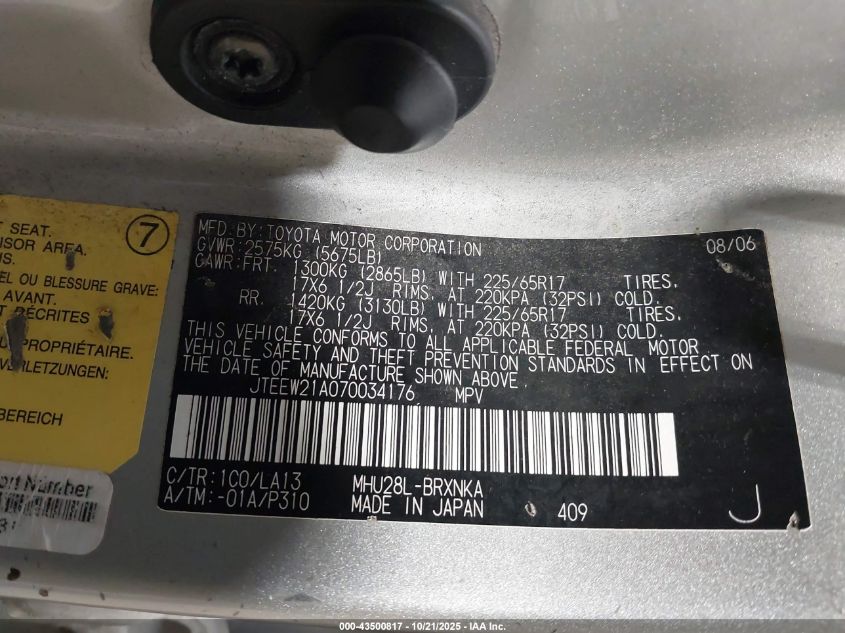 T SEAT.
ISOR AREA.
S.
EL OU BLESSURE GRAVE:
AVANT.
T DÉCRITES
PROPRIÉTAIRE.
VERLETZUNGEN:
BEREICH
7
Number
MFD. BY: TOYOTA MOTOR CORPORATION 08/06
GVWR: 2575KG (5675LB)
GAWR: FRT. 1300KG (2865LB) WITH 225/65R17 TIRES,
17X6 1/2J RIMS, AT 220KPA (32PSI) COLD.
RR. 1420KG (3130LB) WITH 225/65R17 TIRES,
17X6 1/2J RIMS, AT 220KPA (32PSI) COLD.
THIS VEHICLE CONFORMS TO ALL APPLICABLE FEDERAL MOTOR
VEHICLE SAFETY AND THEFT PREVENTION STANDARDS IN EFFECT ON
THE DATE OF MANUFACTURE SHOWN ABOVE.
JTEEW21A070034176 MPV
C/TR: 1C0/LA13 MHU28L-BRXNKA
A/TM: -01A/P310 MADE IN JAPAN 409 J
000-43500817 - 10/21/2025 - IAA Inc.